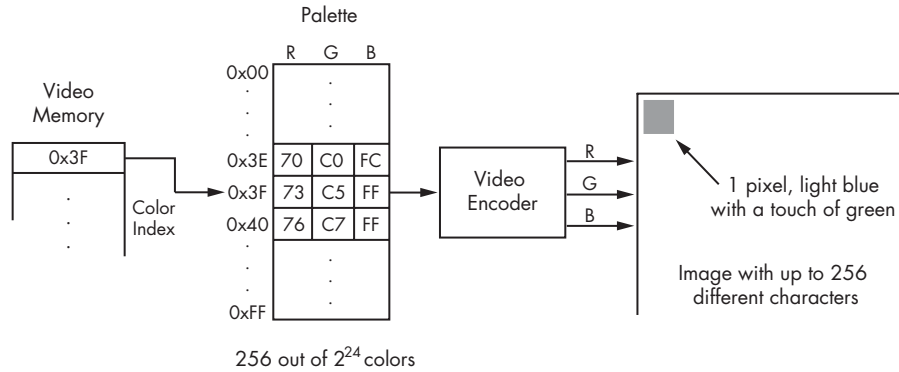 Palette
R G B
Video
Memory
0x3F
Color
Index
0x00
.
.
.
0x3E 70 C0 FC
0x3F 73 C5 FF
0x40 76 C7 FF
.
.
.
0xFF
256 out of 2²⁴ colors
Video
Encoder
R
G
B
1 pixel, light blue
with a touch of green
Image with up to 256
different characters